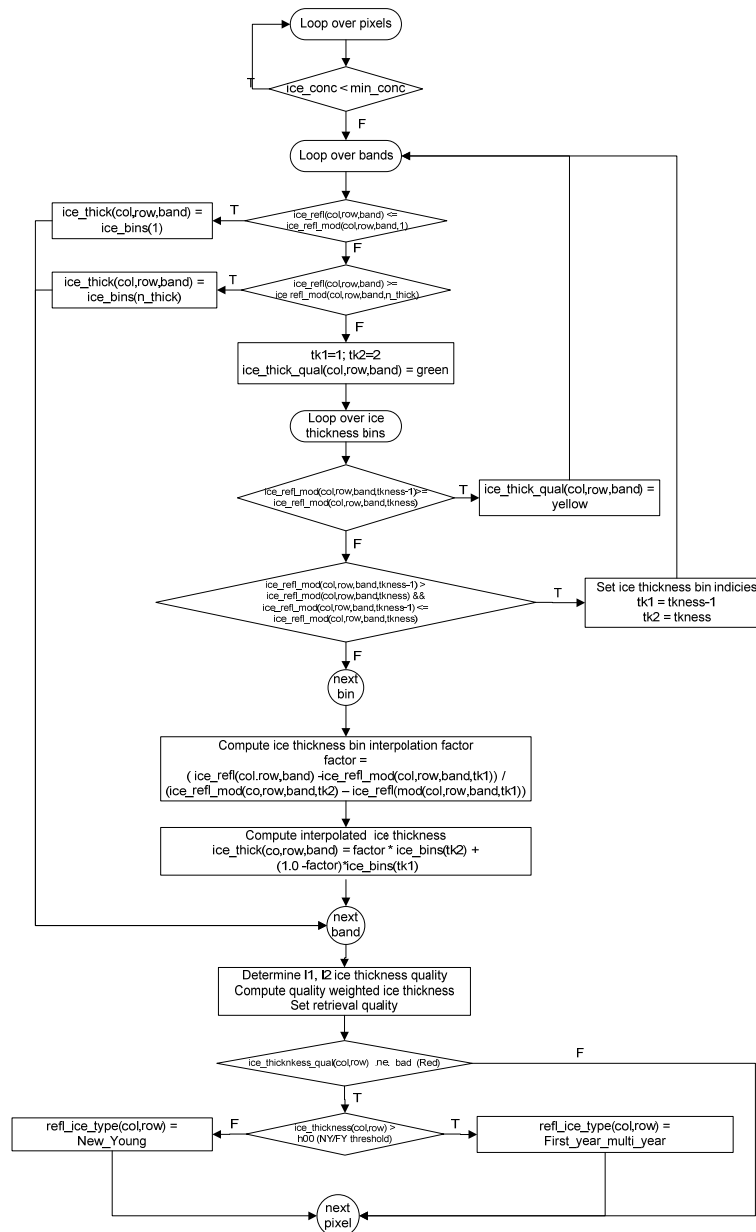 Loop over pixels
T
ice_conc < min_conc
F
Loop over bands
ice_thick(col,row,band) =
ice_bins(1)
T
ice_refl(col,row,band) <=
ice_refl_mod(col,row,band,1)
F
ice_thick(col,row,band) =
ice_bins(n_thick)
T
ice_refl(col,row,band) >=
ice refl_mod(col,row,band,n_thick)
F
tk1=1; tk2=2
ice_thick_qual(col,row,band) = green
Loop over ice
thickness bins
ice_refl_mod(col,row,band,tkness-1)>=
ice_refl_mod(col,row,band,tkness)
T
ice_thick_qual(col,row,band) =
yellow
F
ice_refl_mod(col,row,band,tkness-1) >
ice_refl_mod(col,row,band,tkness) &&
ice_refl_mod(col,row,band,tkness-1) <=
ice_refl_mod(col,row,band,tkness)
T
Set ice thickness bin indicies
tk1 = tkness-1
tk2 = tkness
F
next
bin
Compute ice thickness bin interpolation factor
factor =
( ice_refl(col.row,band) -ice_refl_mod(col,row,band,tk1)) /
(ice_refl_mod(co,row,band,tk2) – ice_refl(mod(col,row,band,tk1))
Compute interpolated ice thickness
ice_thick(co,row,band) = factor * ice_bins(tk2) +
(1.0 -factor)*ice_bins(tk1)
next
band
Determine I1, I2 ice thickness quality
Compute quality weighted ice thickness
Set retrieval quality
ice_thicknkess_qual(col,row) .ne. bad (Red)
F
T
refl_ice_type(col,row) =
New_Young
F
ice_thickness(col,row) >
h00 (NY/FY threshold)
T
refl_ice_type(col,row) =
First_year_multi_year
next
pixel